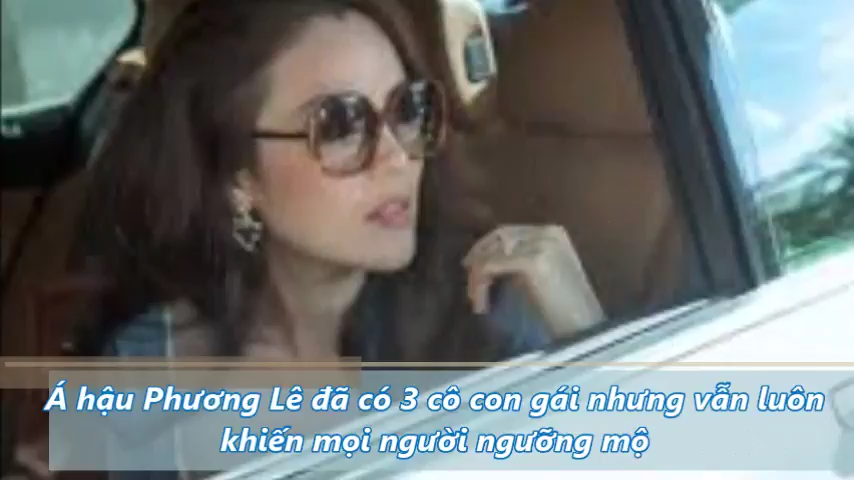 Á hậu Phương Lê đã có 3 cô con gái nhưng vẫn luôn
khiến mọi người ngưỡng mộ